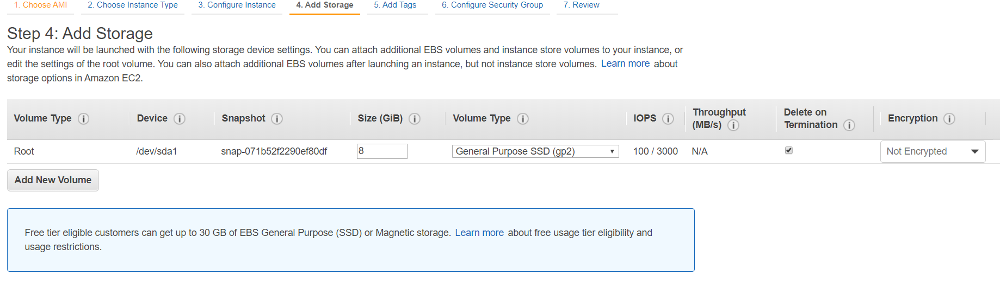 1. Choose AMI 2. Choose Instance Type 3. Configure Instance 4. Add Storage 5. Add Tags 6. Configure Security Group 7. Review
Step 4: Add Storage
Your instance will be launched with the following storage device settings. You can attach additional EBS volumes and instance store volumes to your instance, or
edit the settings of the root volume. You can also attach additional EBS volumes after launching an instance, but not instance store volumes. Learn more about
storage options in Amazon EC2.
Volume Type i Device i Snapshot i Size (GiB) i Volume Type i IOPS i Throughput (MB/s) i Delete on Termination i Encryption i
Root /dev/sda1 snap-071b52f2290ef80df 8 General Purpose SSD (gp2) 100 / 3000 N/A Not Encrypted
Add New Volume
Free tier eligible customers can get up to 30 GB of EBS General Purpose (SSD) or Magnetic storage. Learn more about free usage tier eligibility and
usage restrictions.